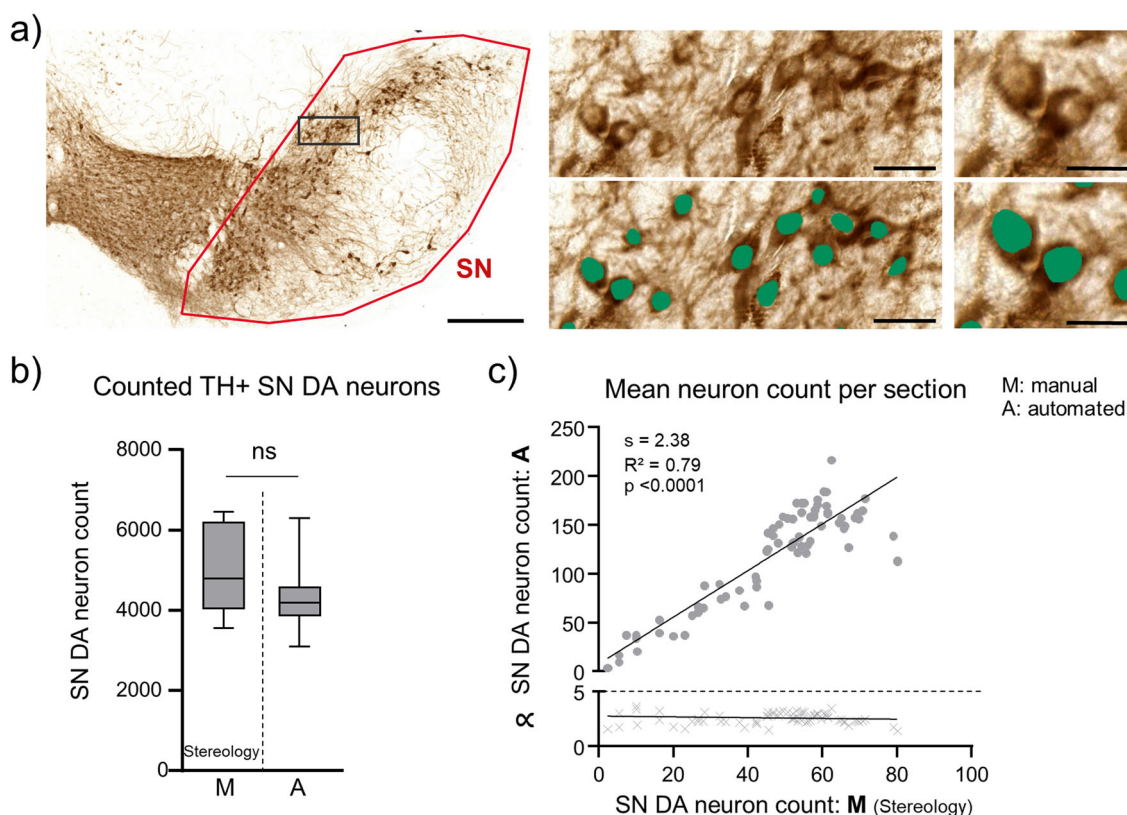 a)
SN
b)
Counted TH+ SN DA neurons
8000
6000
4000
2000
0
SN DA neuron count
ns
Stereology
M
A
c)
Mean neuron count per section
M: manual
A: automated
s = 2.38
R² = 0.79
p <0.0001
250
200
150
100
50
0
5
0
SN DA neuron count: A
α
0
20
40
60
80
100
SN DA neuron count: M (Stereology)